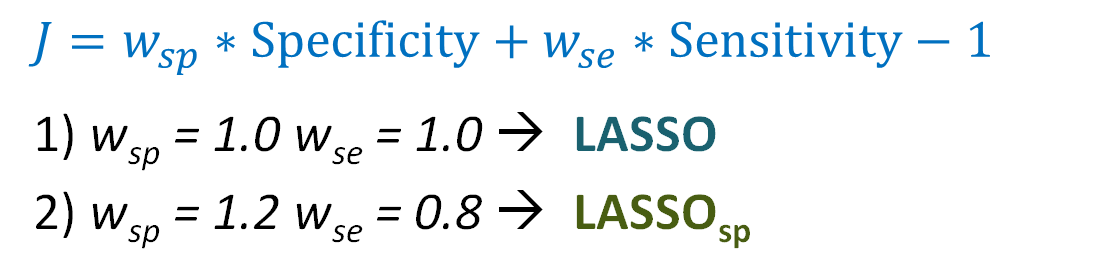 J = w_sp * Specificity + w_se * Sensitivity − 1
1) w_sp = 1.0 w_se = 1.0 → LASSO
2) w_sp = 1.2 w_se = 0.8 → LASSO_sp